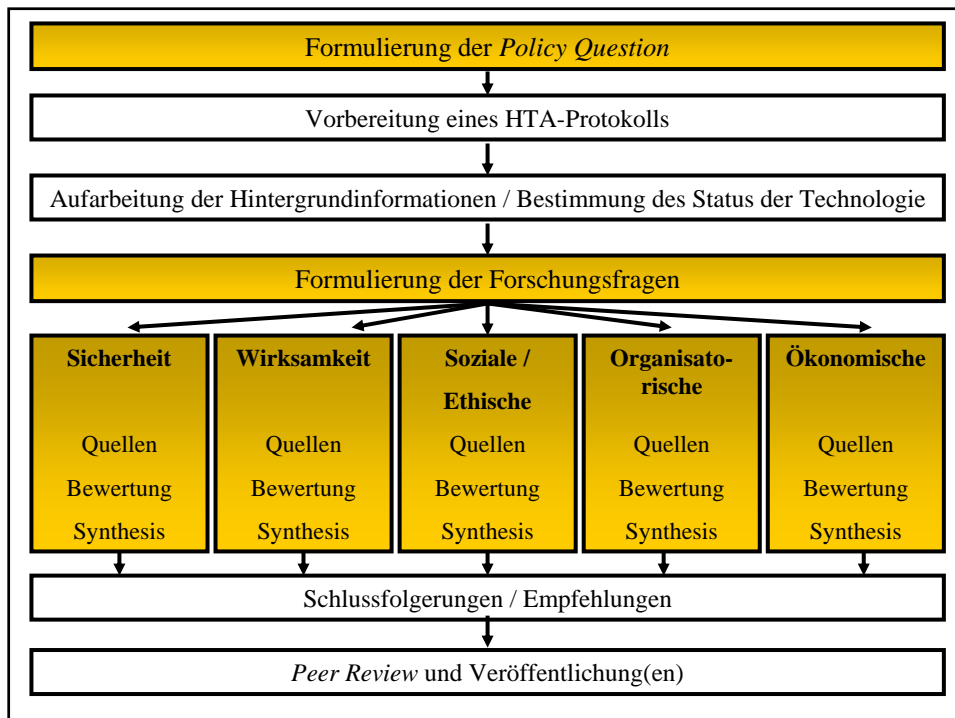 Formulierung der Policy Question
Vorbereitung eines HTA-Protokolls
Aufarbeitung der Hintergrundinformationen / Bestimmung des Status der Technologie
Formulierung der Forschungsfragen
Sicherheit
Quellen
Bewertung
Synthesis
Wirksamkeit
Quellen
Bewertung
Synthesis
Soziale /
Ethische
Quellen
Bewertung
Synthesis
Organisato-
rische
Quellen
Bewertung
Synthesis
Ökonomische
Quellen
Bewertung
Synthesis
Schlussfolgerungen / Empfehlungen
Peer Review und Veröffentlichung(en)